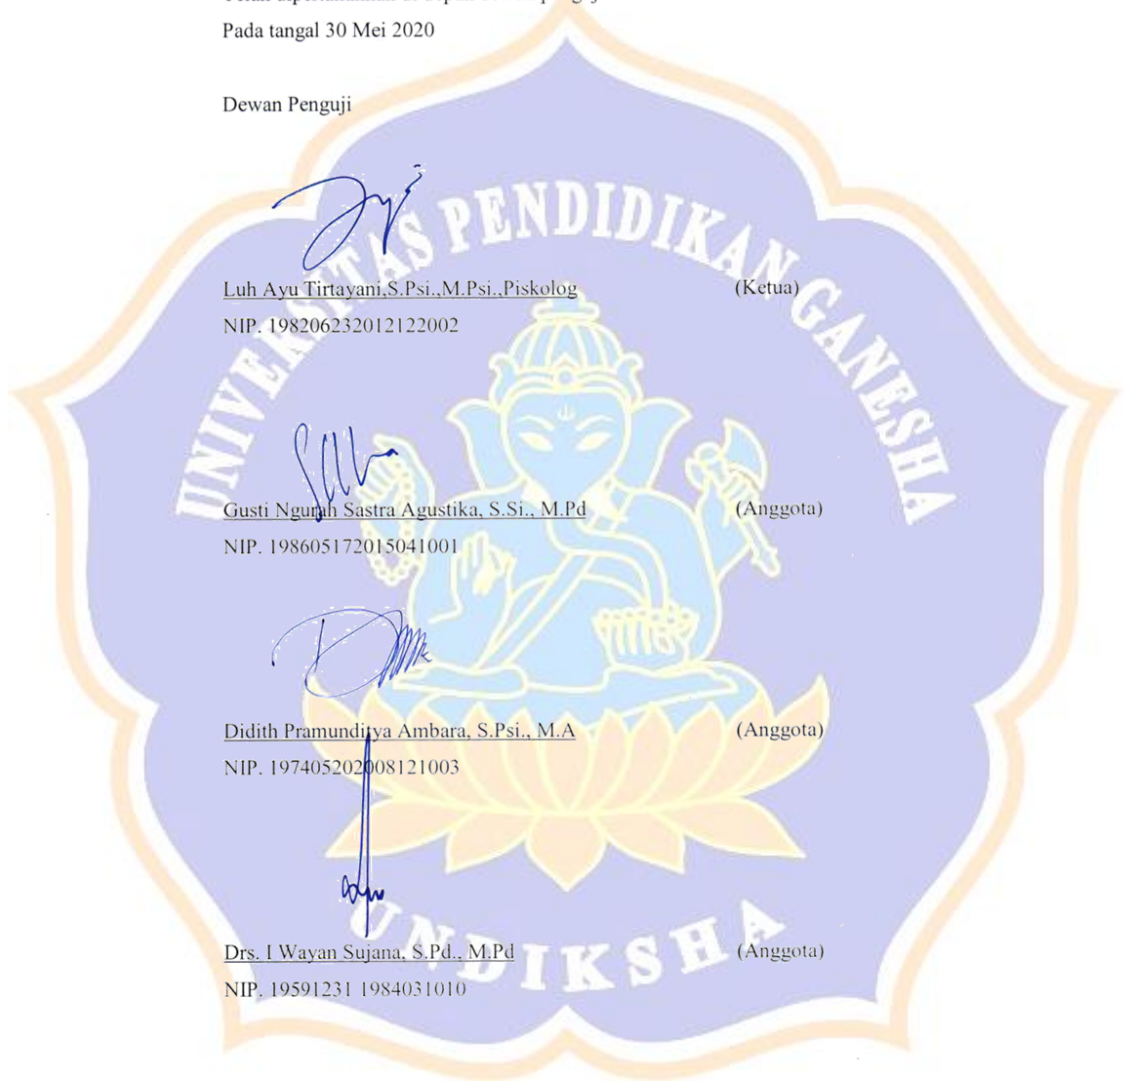 Pada tangal 30 Mei 2020
Dewan Penguji
UNIVERSITAS PENDIDIKAN GANESHA
Luh Ayu Tirtayani,S.Psi.,M.Psi.,Piskolog (Ketua)
NIP. 198206232012122002
Gusti Ngurah Sastra Agustika, S.Si., M.Pd (Anggota)
NIP. 198605172015041001
Didith Pramunditya Ambara, S.Psi., M.A (Anggota)
NIP. 197405202008121003
UNDIKSHA
Drs. I Wayan Sujana, S.Pd., M.Pd (Anggota)
NIP. 19591231 1984031010